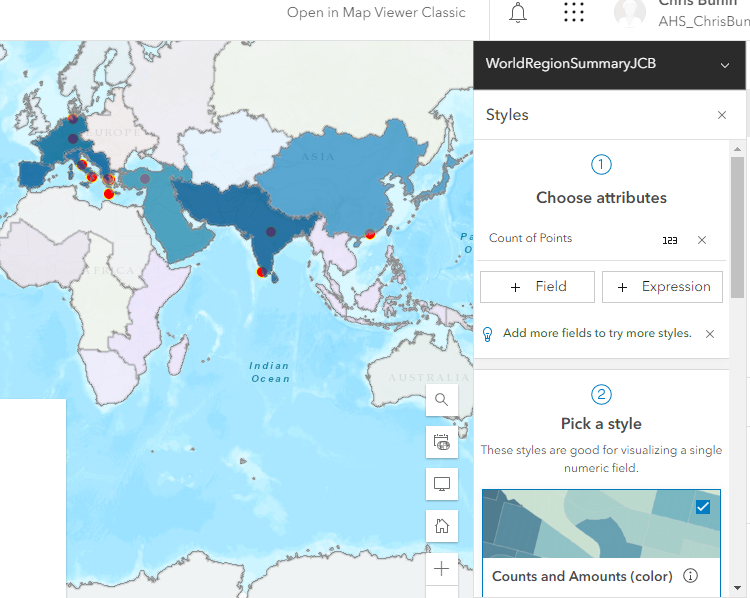 Open in Map Viewer Classic
Chris Bunin
AHS_ChrisBun
WorldRegionSummaryJCB
Styles
1
Choose attributes
Count of Points
123
+ Field
+ Expression
Add more fields to try more styles.
2
Pick a style
These styles are good for visualizing a single
numeric field.
Counts and Amounts (color)
EUROPE
ASIA
AFRICA
Indian
Ocean
AUSTRALIA
Pa
O